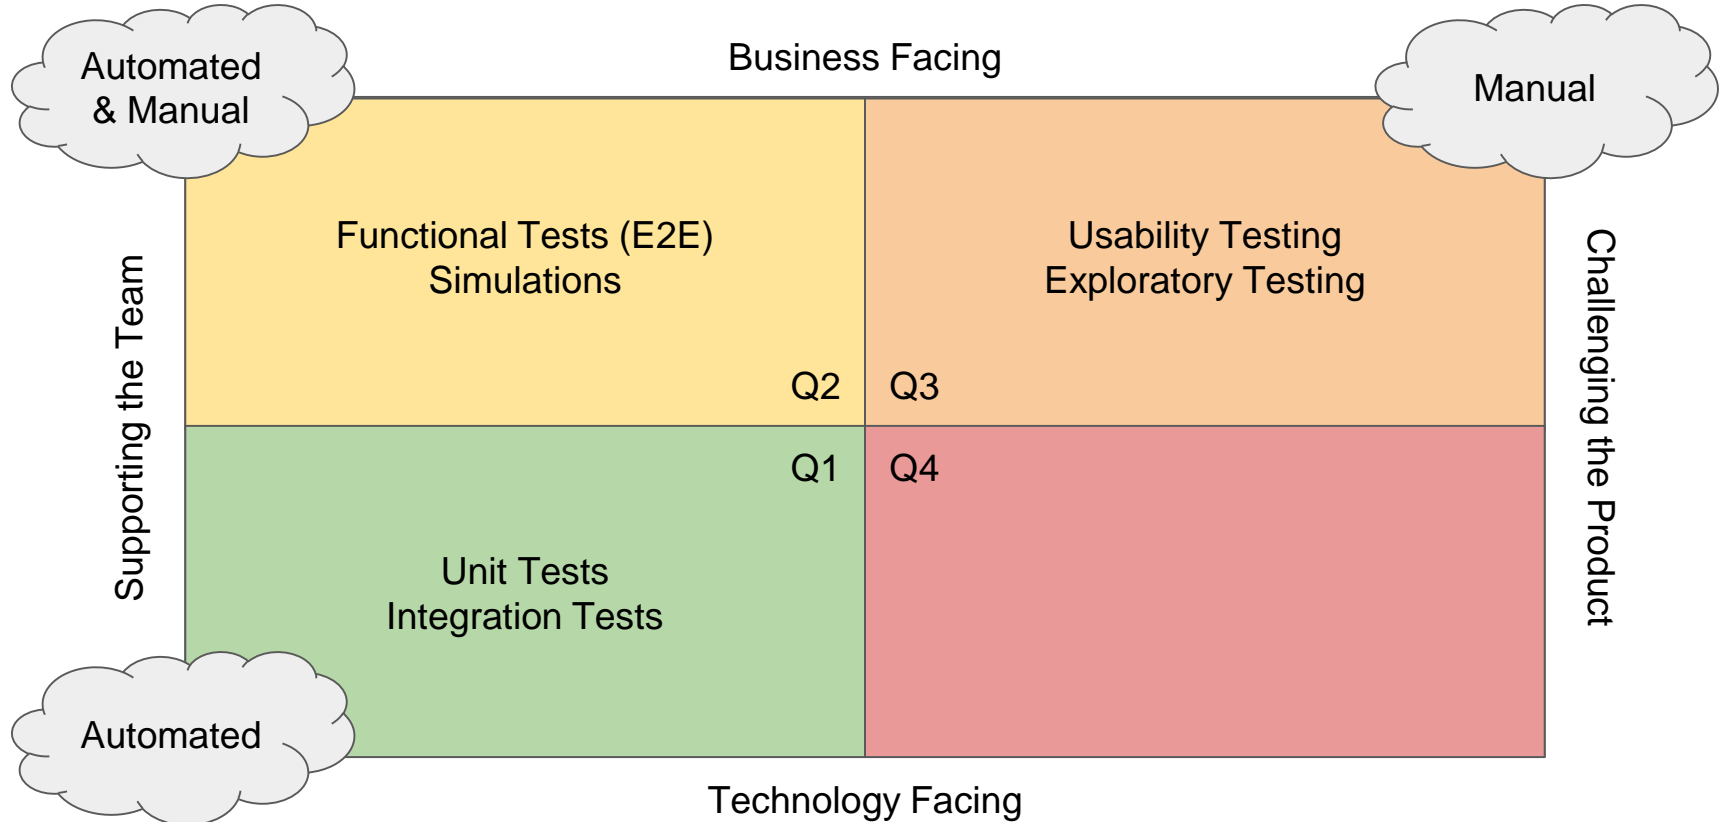 Automated
& Manual
Business Facing
Manual
Functional Tests (E2E)
Simulations
Usability Testing
Exploratory Testing
Supporting the Team
Challenging the Product
Q2
Q3
Q1
Q4
Unit Tests
Integration Tests
Automated
Technology Facing